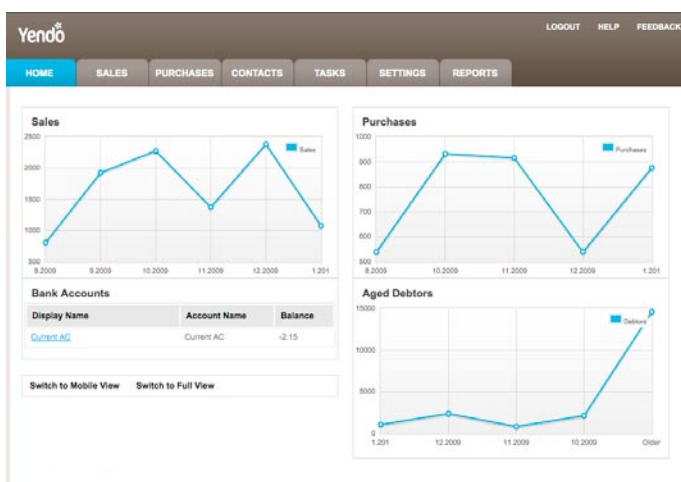 Yendo
LOGOUT HELP FEEDBACK
HOME SALES PURCHASES CONTACTS TASKS SETTINGS REPORTS
Sales
2500
2000
1500
1000
500
Sales
8.2009 9.2009 10.2009 11.2009 12.2009 1.201
Purchases
1000
900
800
700
600
500
Purchases
8.2009 10.2009 11.2009 12.2009 1.201
Bank Accounts
Display Name Account Name Balance
Current AC Current AC -2.15
Switch to Mobile View Switch to Full View
Aged Debtors
15000
10000
5000
0
Debtors
1.201 12.2009 11.2009 10.2009 Older